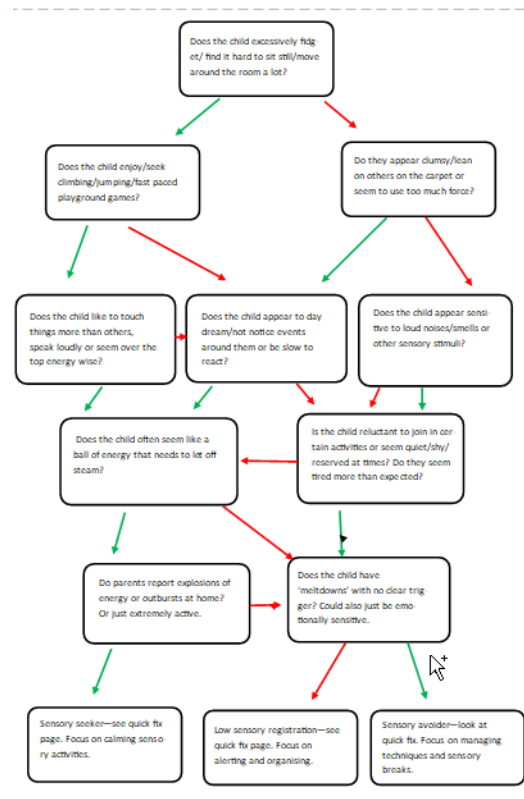 Does the child excessively fidg-
et/ find it hard to sit still/move
around the room a lot?
Does the child enjoy/seek
climbing/jumping/fast paced
playground games?
Do they appear clumsy/lean
on others on the carpet or
seem to use too much force?
Does the child like to touch
things more than others,
speak loudly or seem over the
top energy wise?
Does the child appear to day
dream/not notice events
around them or be slow to
react?
Does the child appear sensi-
tive to loud noises/smells or
other sensory stimuli?
Does the child often seem like a
ball of energy that needs to let off
steam?
Is the child reluctant to join in cer-
tain activities or seem quiet/shy/
reserved at times? Do they seem
tired more than expected?
Do parents report explosions of
energy or outbursts at home?
Or just extremely active.
Does the child have
‘meltdowns’ with no clear trig-
ger? Could also just be emo-
tionally sensitive.
Sensory seeker—see quick fix
page. Focus on calming senso-
ry activities.
Low sensory registration—see
quick fix page. Focus on
alerting and organising.
Sensory avoider—look at
quick fix. Focus on managing
techniques and sensory
breaks.